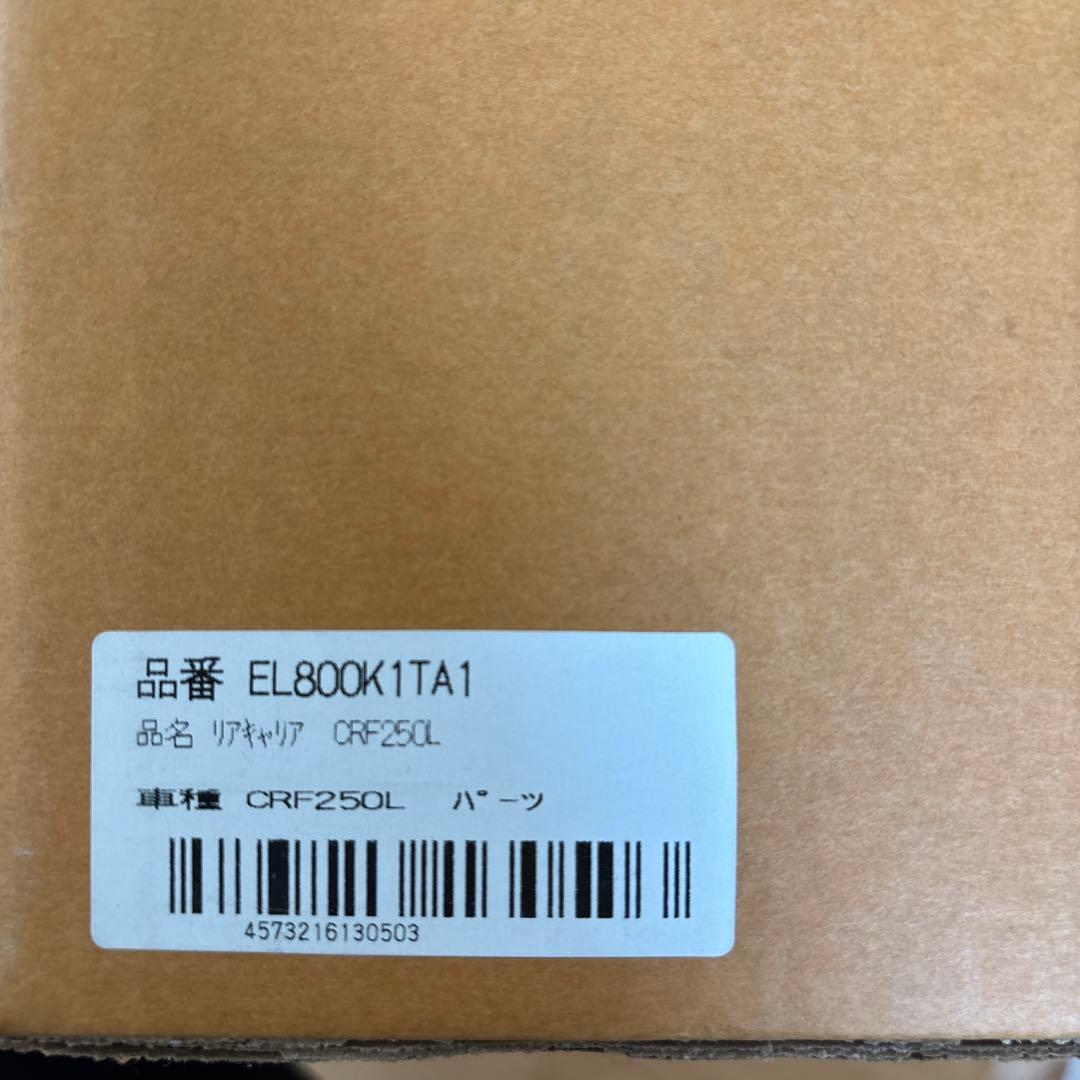 品番 EL800K1TA1
品名 リアキャリア CRF250L
車種 CRF250L パーツ
4573216130503